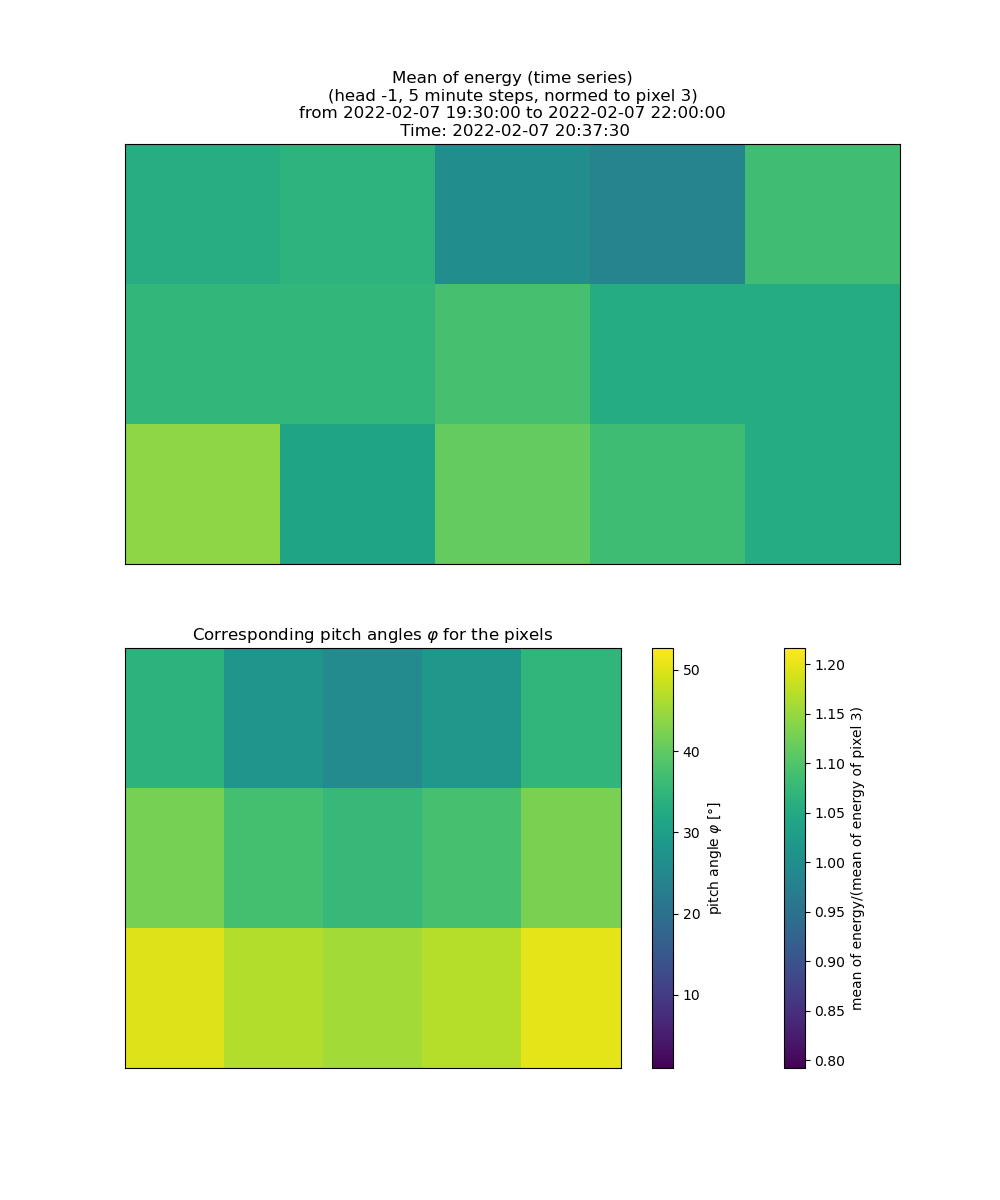 Mean of energy (time series)
(head -1, 5 minute steps, normed to pixel 3)
from 2022-02-07 19:30:00 to 2022-02-07 22:00:00
Time: 2022-02-07 20:37:30
Corresponding pitch angles φ for the pixels
50
40
30
20
10
pitch angle φ [°]
1.20
1.15
1.10
1.05
1.00
0.95
0.90
0.85
0.80
mean of energy/(mean of energy of pixel 3)